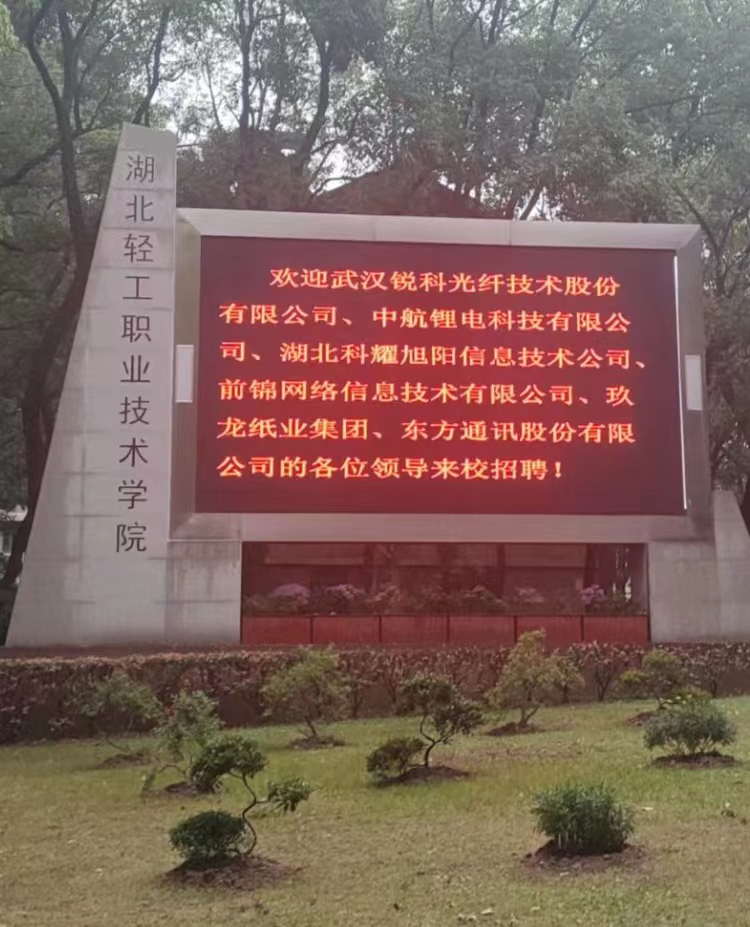 湖北轻工职业技术学院
欢迎武汉锐科光纤技术股份
有限公司、中航锂电科技有限公
司、湖北科耀旭阳信息技术公司、
前锦网络信息技术有限公司、玖
龙纸业集团、东方通讯股份有限
公司的各位领导来校招聘！